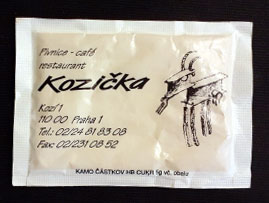 Pivnice - café
restaurant
Kozička
Kozí 1
110 00 Praha 1
Tel.: 02/24 81 83 08
Fax: 02/231 08 52
KAMO ČÁSTKOV HB CUKR 5g vč. obalu